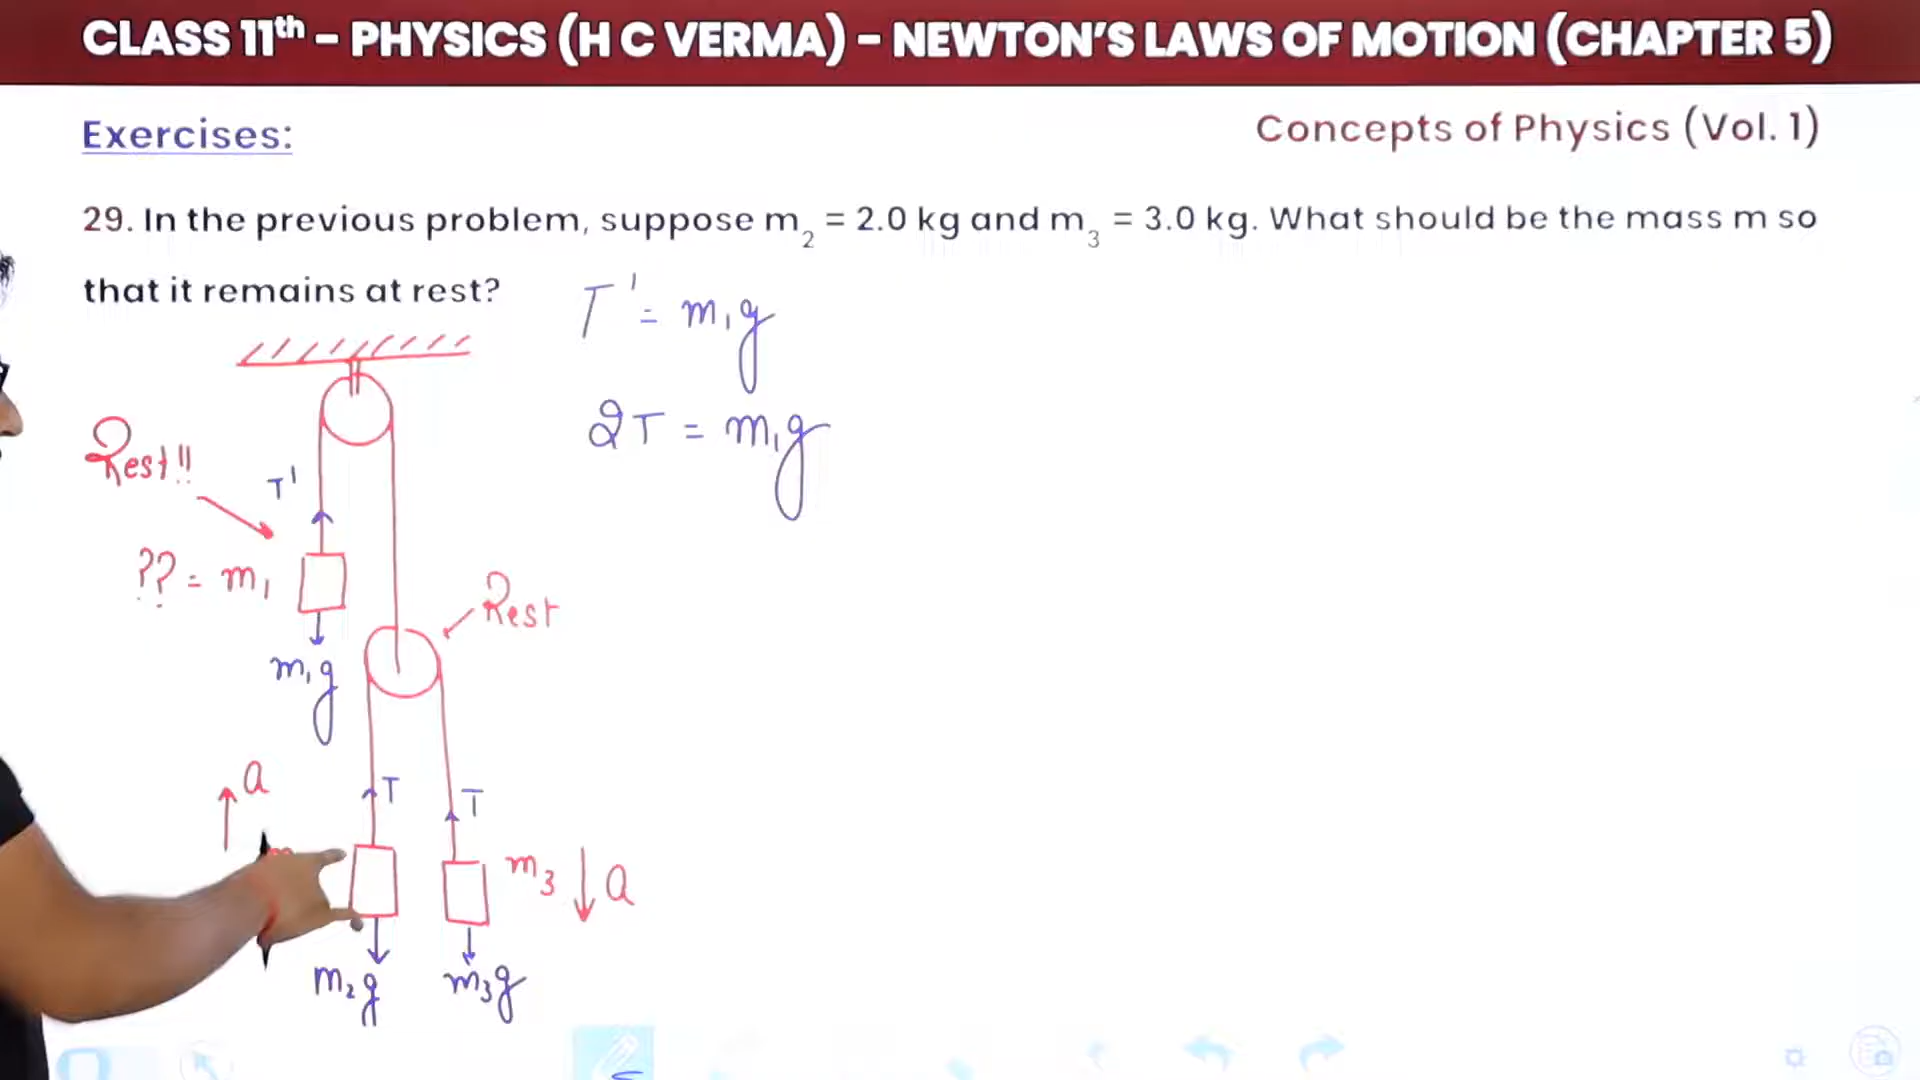 CLASS 11th – PHYSICS (H C VERMA) – NEWTON'S LAWS OF MOTION (CHAPTER 5)
Exercises:
Concepts of Physics (Vol. 1)
29. In the previous problem, suppose m₂ = 2.0 kg and m₃ = 3.0 kg. What should be the mass m so
that it remains at rest?
T' = m₁g
2T = m₁g
Rest!!
T'
?? = m₁
Rest
m₁g
a
T
T
m₃
a
m₂g
m₃g